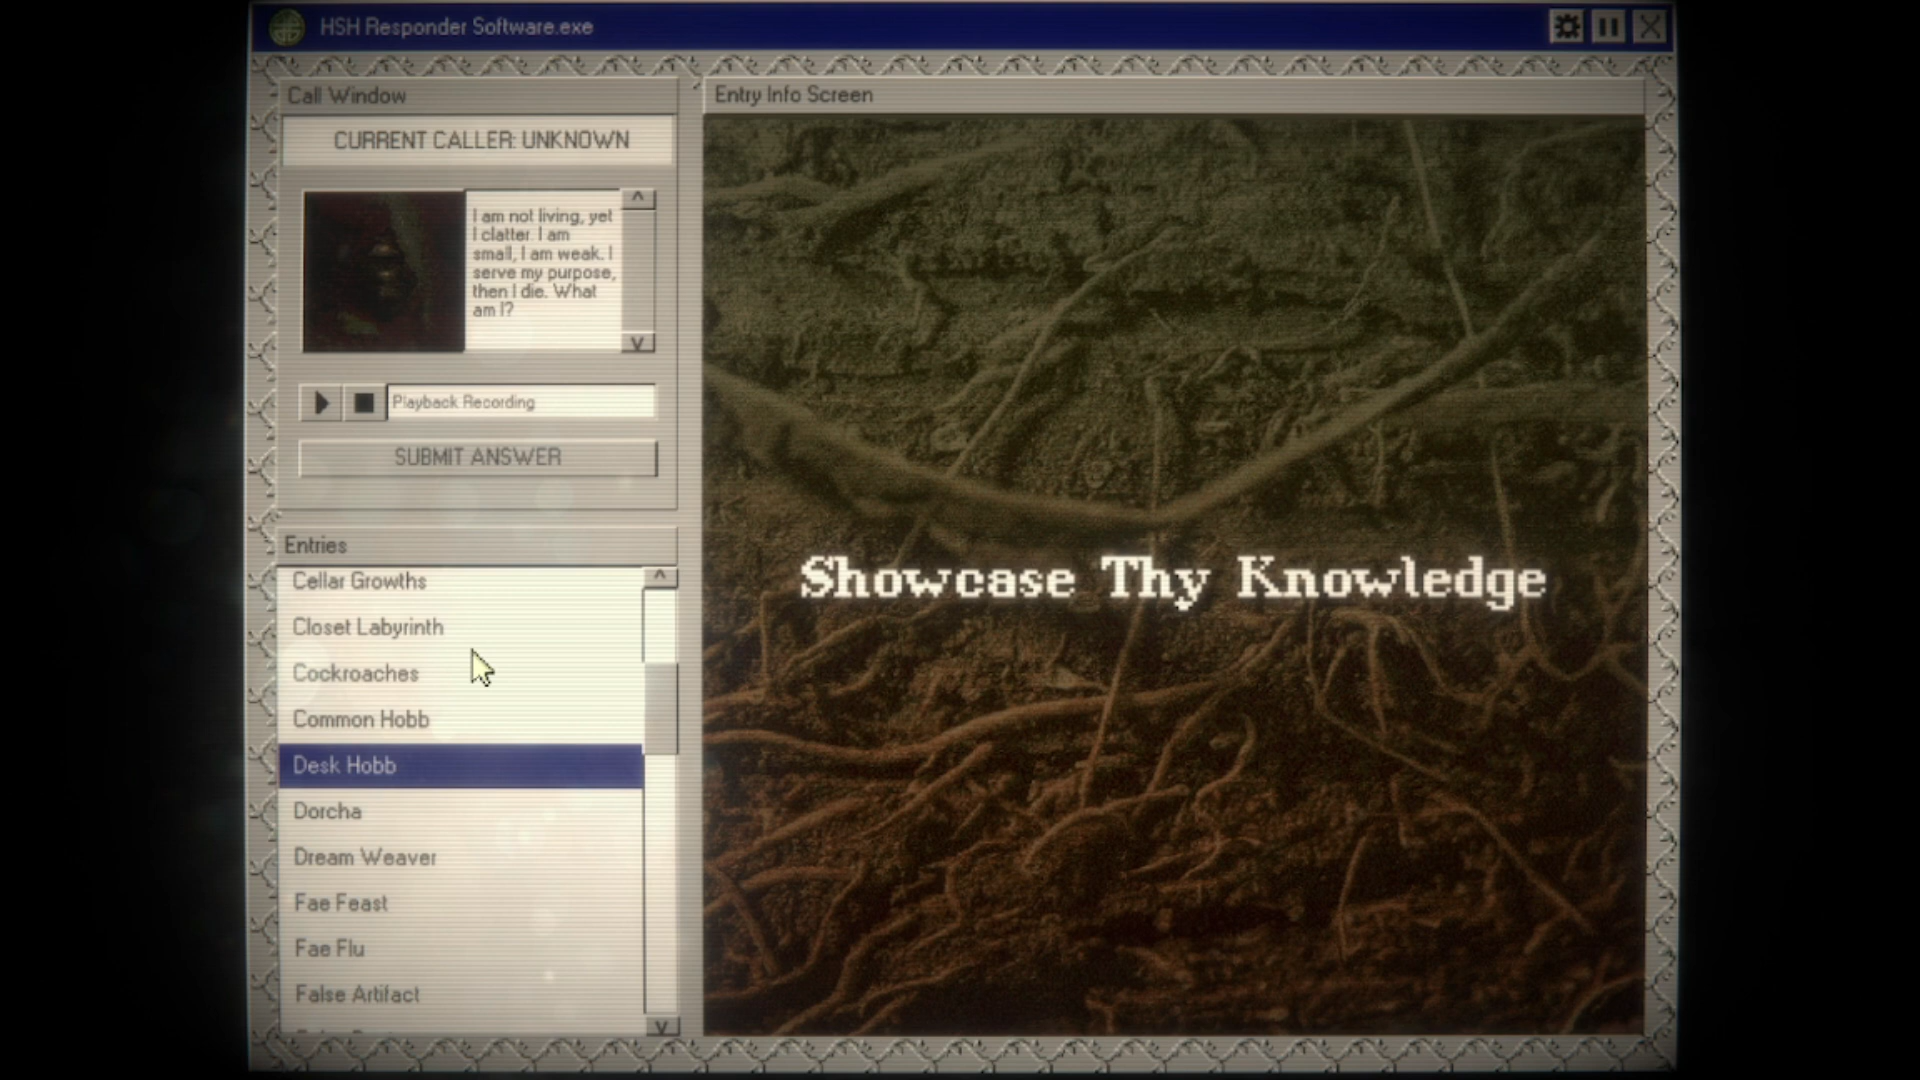 HSH Responder Software.exe
Call Window
CURRENT CALLER: UNKNOWN
I am not living, yet
I clatter. I am
small, I am weak. I
serve my purpose,
then I die. What
am I?
Playback Recording
SUBMIT ANSWER
Entries
Cellar Growths
Closet Labyrinth
Cockroaches
Common Hobb
Desk Hobb
Dorcha
Dream Weaver
Fae Feast
Fae Flu
False Artifact
Entry Info Screen
Showcase Thy Knowledge